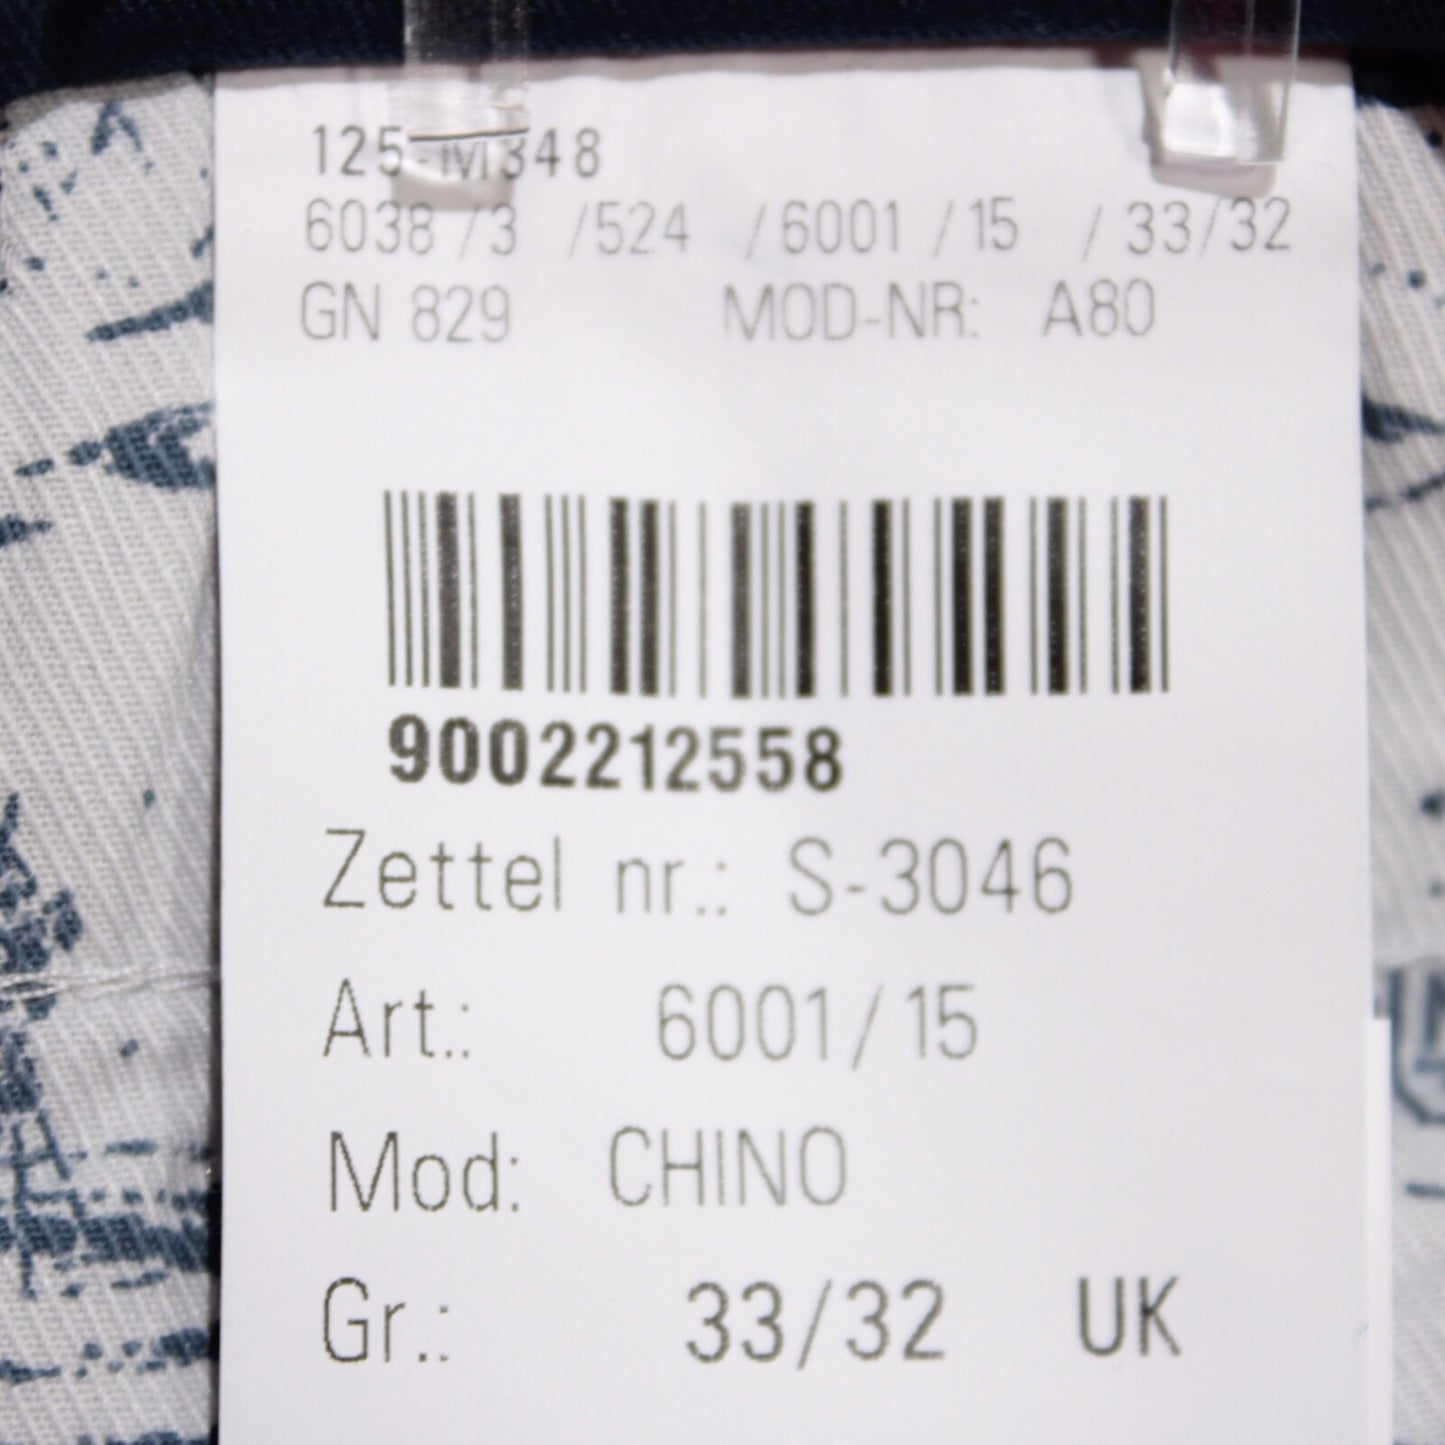 125-M348
6038 /3 /524 /6001 /15 / 33/32
GN 829 MOD-NR: A80
9002212558
Zettel nr.: S-3046
Art.: 6001/15
Mod: CHINO
Gr.: 33/32 UK